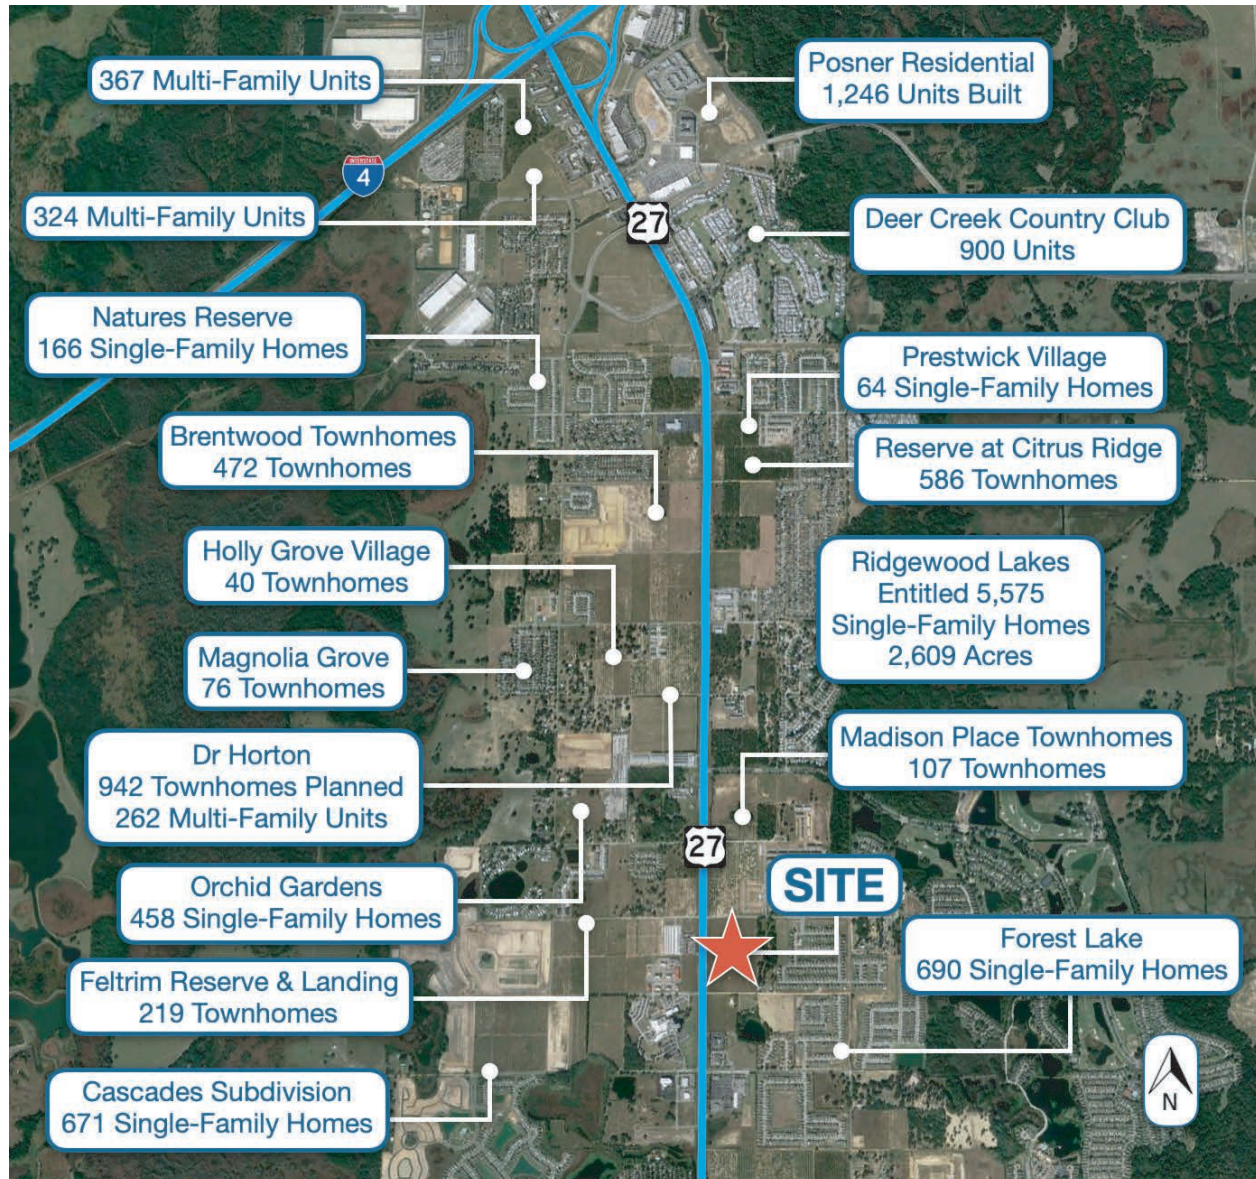 367 Multi-Family Units
Posner Residential
1,246 Units Built
INTERSTATE
4
324 Multi-Family Units
27
Deer Creek Country Club
900 Units
Natures Reserve
166 Single-Family Homes
Prestwick Village
64 Single-Family Homes
Brentwood Townhomes
472 Townhomes
Reserve at Citrus Ridge
586 Townhomes
Holly Grove Village
40 Townhomes
Ridgewood Lakes
Entitled 5,575
Single-Family Homes
2,609 Acres
Magnolia Grove
76 Townhomes
Dr Horton
942 Townhomes Planned
262 Multi-Family Units
Madison Place Townhomes
107 Townhomes
27
SITE
Orchid Gardens
458 Single-Family Homes
Forest Lake
690 Single-Family Homes
Feltrim Reserve & Landing
219 Townhomes
Cascades Subdivision
671 Single-Family Homes
N